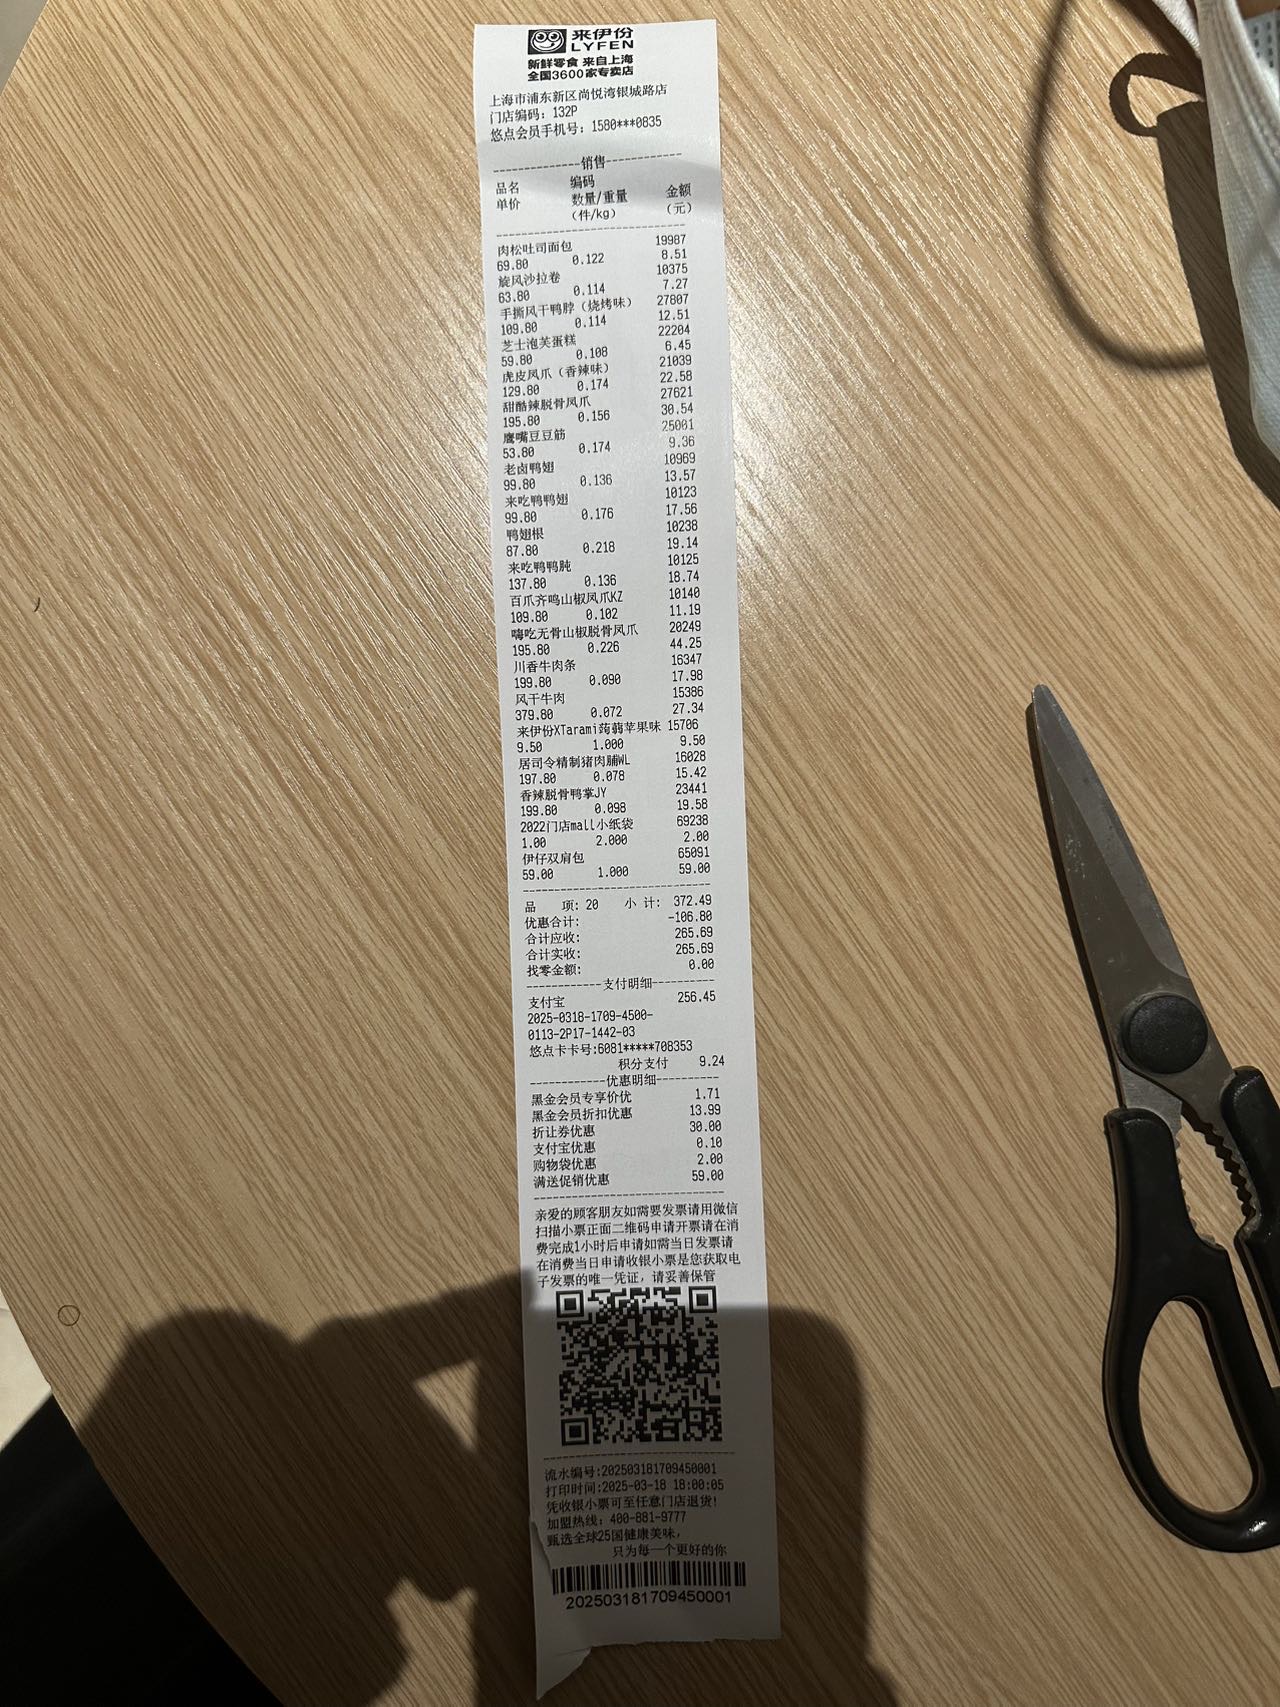 来伊份
LYFEN
新鲜零食 来自上海
全国3600家专卖店
上海市浦东新区尚悦湾银城路店
门店编码：132P
悠点会员手机号：1580***0835
--------------销售------------
品名 编码 金额
单价 数量/重量 (元)
(件/kg)
肉松吐司面包 19987
69.80 0.122 8.51
旋风沙拉卷 10375
63.80 0.114 7.27
手撕风干鸭脖（烧烤味） 27807
109.80 0.114 12.51
芝士泡芙蛋糕 22204
59.80 0.108 6.45
虎皮凤爪（香辣味） 21039
129.80 0.174 22.58
甜酷辣脱骨凤爪 27621
195.80 0.156 30.54
鹰嘴豆豆筋 25001
53.80 0.174 9.36
老卤鸭翅 10969
99.80 0.136 13.57
来吃鸭鸭翅 10123
99.80 0.176 17.56
鸭翅根 10238
87.80 0.218 19.14
来吃鸭鸭肫 10125
137.80 0.136 18.74
百爪齐鸣山椒凤爪KZ 10140
109.80 0.102 11.19
嗨吃无骨山椒脱骨凤爪 20249
195.80 0.226 44.25
川香牛肉条 16347
199.80 0.090 17.98
风干牛肉 15386
379.80 0.072 27.34
来伊份XTarami蒟蒻苹果味 15706
9.50 1.000 9.50
居司令精制猪肉脯WL 16028
197.80 0.078 15.42
香辣脱骨鸭掌JY 23441
199.80 0.098 19.58
2022门店mall小纸袋 69238
1.00 2.000 2.00
伊仔双肩包 65091
59.00 1.000 59.00
品 项: 20 小 计: 372.49
优惠合计: -106.80
合计应收: 265.69
合计实收: 265.69
找零金额: 0.00
------------支付明细----------
支付宝 256.45
2025-0318-1709-4500-
0113-2P17-1442-03
悠点卡卡号:6081*****708353
积分支付 9.24
------------优惠明细----------
黑金会员专享价优 1.71
黑金会员折扣优惠 13.99
折让券优惠 30.00
支付宝优惠 0.10
购物袋优惠 2.00
满送促销优惠 59.00
亲爱的顾客朋友如需要发票请用微信
扫描小票正面二维码申请开票请在消
费完成1小时后申请如需当日发票请
在消费当日申请收银小票是您获取电
子发票的唯一凭证，请妥善保管
流水编号:202503181709450001
打印时间:2025-03-18 18:00:05
凭收银小票可至任意门店退货!
加盟热线：400-881-9777
甄选全球25国健康美味，
只为每一个更好的你
202503181709450001